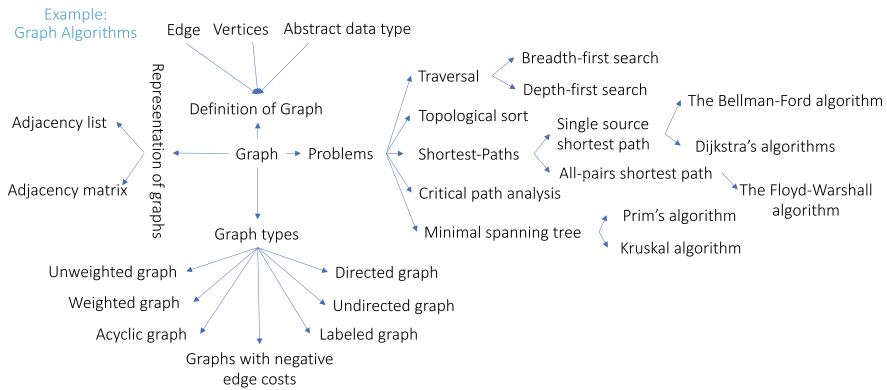 Example:
Graph Algorithms
Edge
Vertices
Abstract data type
Definition of Graph
Representation of graphs
Adjacency list
Adjacency matrix
Graph
Problems
Traversal
Breadth-first search
Depth-first search
Topological sort
Shortest-Paths
Single source
shortest path
The Bellman-Ford algorithm
Dijkstra’s algorithms
All-pairs shortest path
The Floyd-Warshall
algorithm
Critical path analysis
Minimal spanning tree
Prim’s algorithm
Kruskal algorithm
Graph types
Unweighted graph
Weighted graph
Acyclic graph
Graphs with negative
edge costs
Directed graph
Undirected graph
Labeled graph